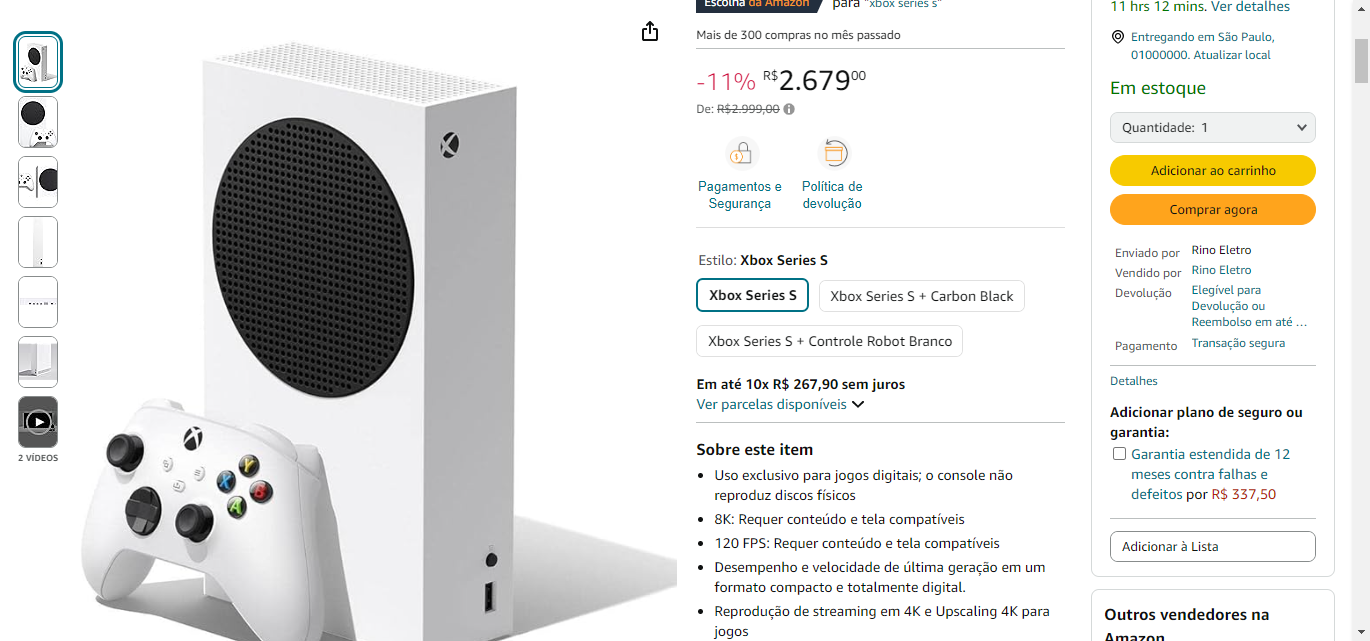 Escolha da Amazon para "xbox series s"
Mais de 300 compras no mês passado
-11% R$2.67900
De: R$2.999,00
Pagamentos e
Segurança
Política de
devolução
Estilo: Xbox Series S
Xbox Series S
Xbox Series S + Carbon Black
Xbox Series S + Controle Robot Branco
Em até 10x R$ 267,90 sem juros
Ver parcelas disponíveis
Sobre este item
Uso exclusivo para jogos digitais; o console não
reproduz discos físicos
8K: Requer conteúdo e tela compatíveis
120 FPS: Requer conteúdo e tela compatíveis
Desempenho e velocidade de última geração em um
formato compacto e totalmente digital.
Reprodução de streaming em 4K e Upscaling 4K para
jogos
2 VÍDEOS
Y
X
B
A
11 hrs 12 mins. Ver detalhes
Entregando em São Paulo,
01000000. Atualizar local
Em estoque
Quantidade: 1
Adicionar ao carrinho
Comprar agora
Enviado por Rino Eletro
Vendido por Rino Eletro
Devolução Elegível para
Devolução ou
Reembolso em até ...
Pagamento Transação segura
Detalhes
Adicionar plano de seguro ou
garantia:
Garantia estendida de 12
meses contra falhas e
defeitos por R$ 337,50
Adicionar à Lista
Outros vendedores na
Amazon